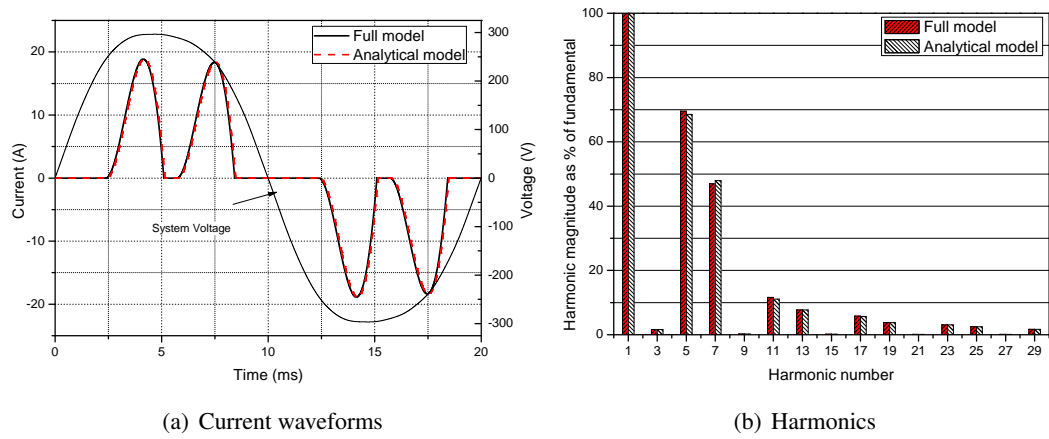 Full model
Analytical model
20
10
0
-10
-20
Current (A)
300
200
100
0
-100
-200
-300
Voltage (V)
System Voltage
0
5
10
15
20
Time (ms)
(a) Current waveforms
Full model
Analytical model
100
80
60
40
20
0
Harmonic magnitude as % of fundamental
1 3 5 7 9 11 13 15 17 19 21 23 25 27 29
Harmonic number
(b) Harmonics